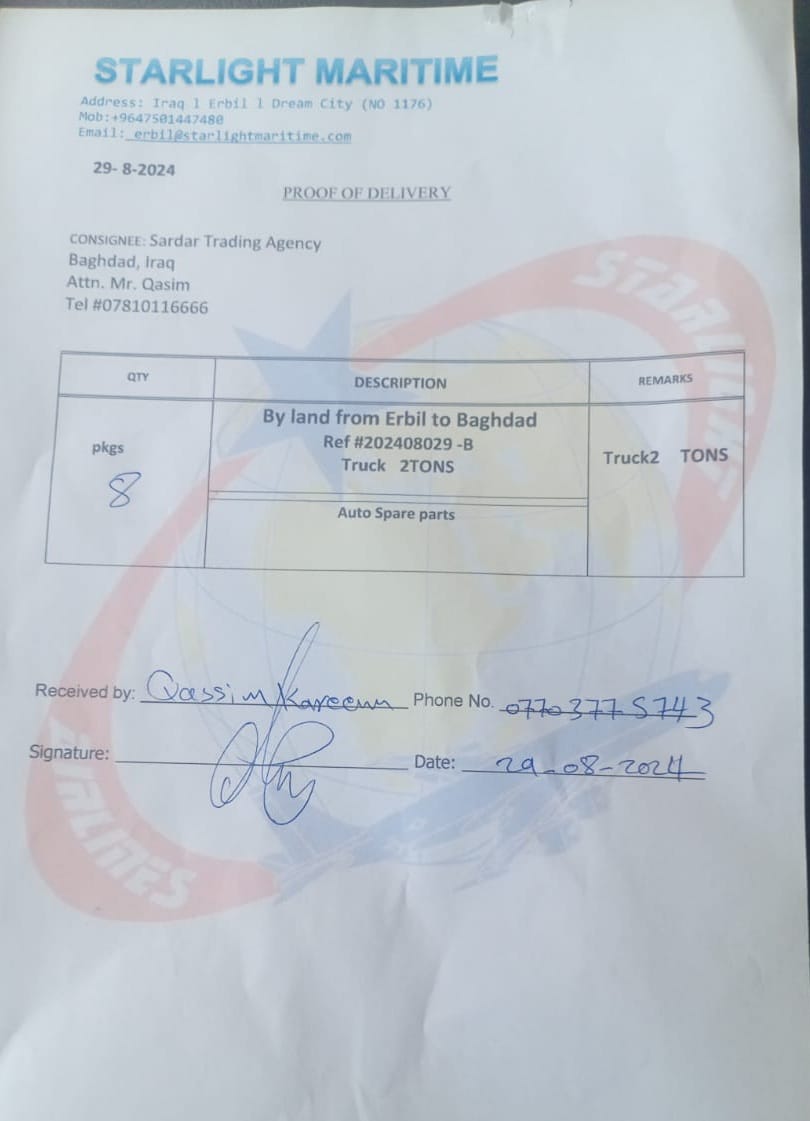 STARLIGHT MARITIME
Address: Iraq l Erbil l Dream City (NO 1176)
Mob:+9647501447480
Email: erbil@starlightmaritime.com
29- 8-2024
PROOF OF DELIVERY
CONSIGNEE: Sardar Trading Agency
Baghdad, Iraq
Attn. Mr. Qasim
Tel #07810116666
QTY DESCRIPTION REMARKS
pkgs
8
By land from Erbil to Baghdad
Ref #202408029 -B
Truck 2TONS
Auto Spare parts
Truck2 TONS
Received by: Qassim Kareem Phone No. 07703775743
Signature: Date: 29-08-2024
STARLIGHT
AIRLINES